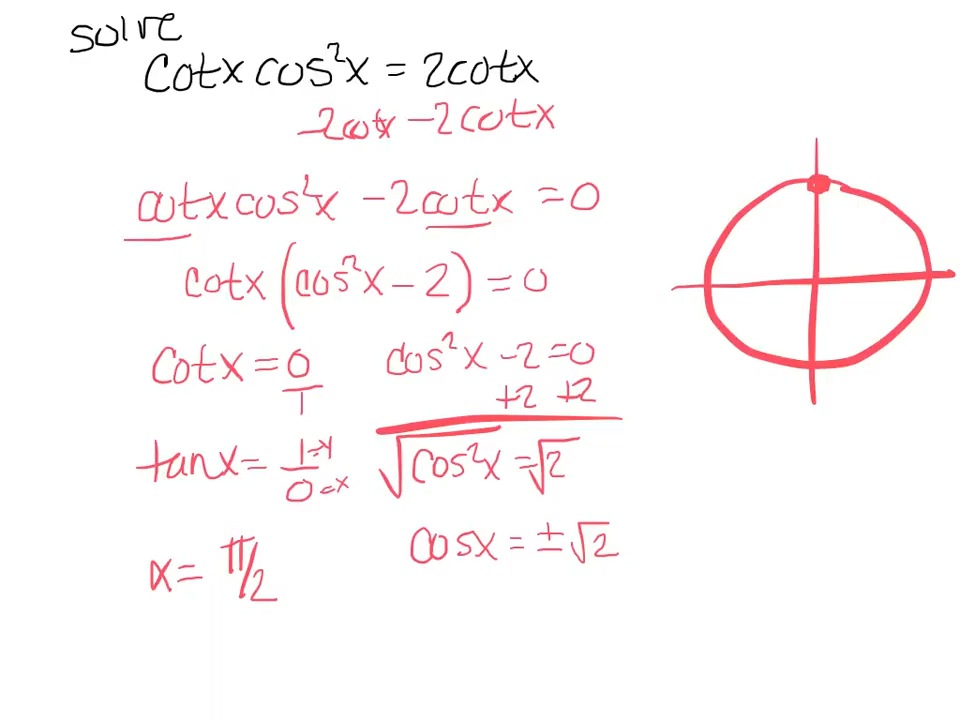 solve
cotx cos²x = 2cotx
-2cotx -2cotx
cotx cos²x - 2cotx = 0
cotx (cos²x - 2) = 0
cotx = 0/1
cos²x - 2 = 0
+2 +2
tanx = 1=y/0=x
√cos²x = √2
x = π/2
cosx = ± √2